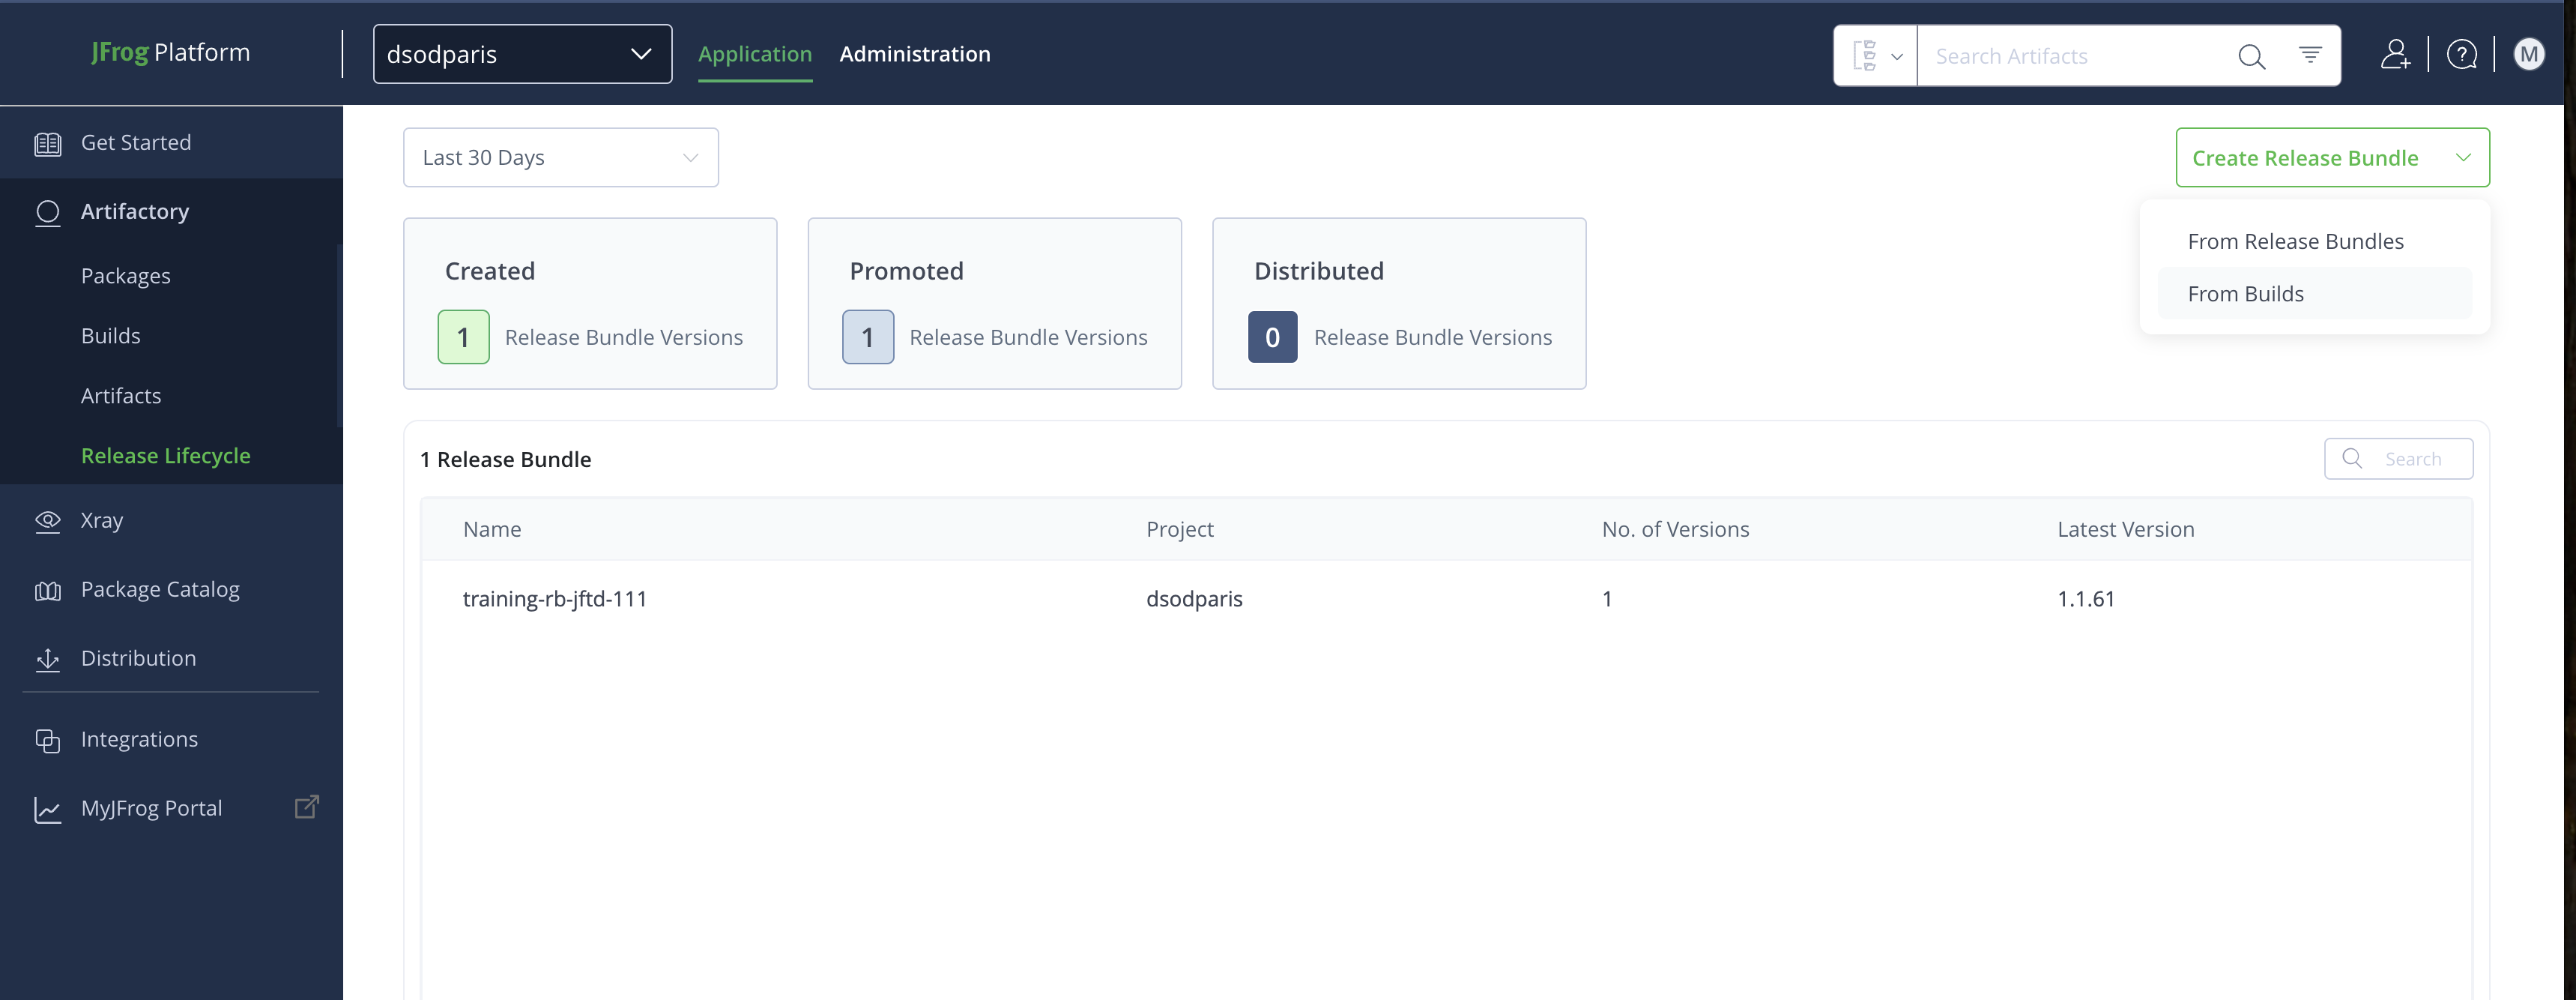 JFrog Platform
dsodparis
Application
Administration
Search Artifacts
?
M
Get Started
Artifactory
Packages
Builds
Artifacts
Release Lifecycle
Xray
Package Catalog
Distribution
Integrations
MyJFrog Portal
Last 30 Days
Create Release Bundle
From Release Bundles
From Builds
Created
1 Release Bundle Versions
Promoted
1 Release Bundle Versions
Distributed
0 Release Bundle Versions
1 Release Bundle
Search
Name Project No. of Versions Latest Version
training-rb-jftd-111 dsodparis 1 1.1.61